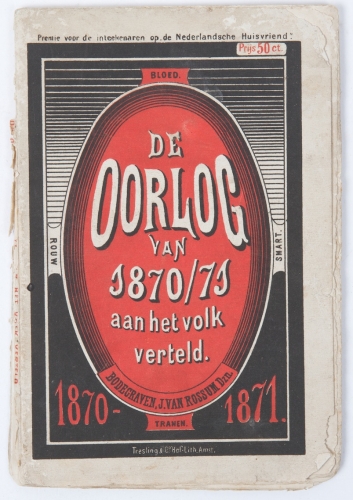 Premie voor de inteekenaren op „de Nederlandsche Huisvriend".
Prijs 50 ct.
BLOED.
DE
OORLOG
VAN
1870/71
aan het volk
verteld.
ROUW
SMART.
BODEGRAVEN, J. VAN ROSSUM Dzn.
1870-
1871.
TRANEN.
Tresling & Co Hof-Lith. Amst.